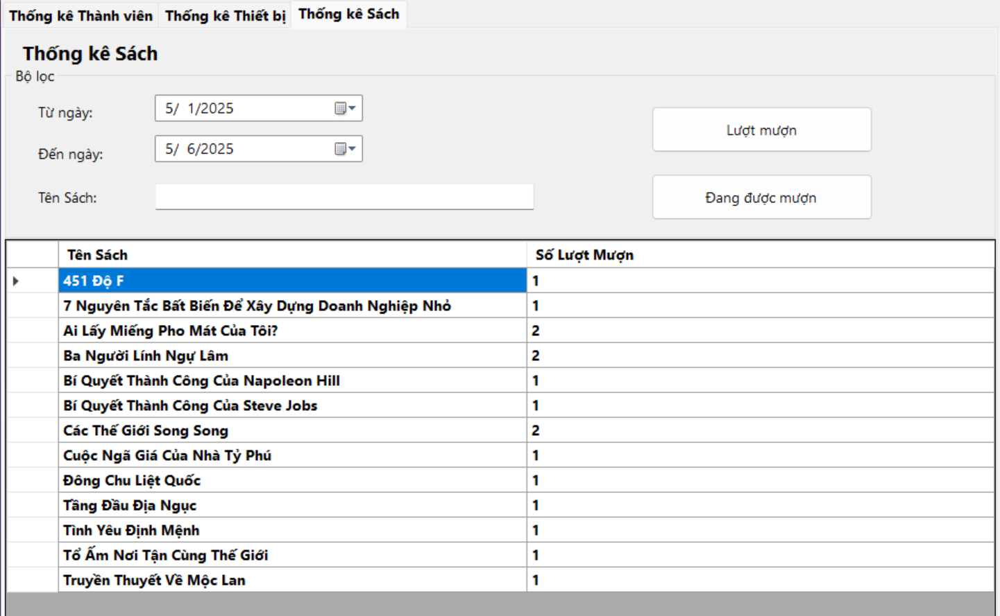 Thống kê Thành viên Thống kê Thiết bị Thống kê Sách
Thống kê Sách
Bộ lọc
Từ ngày: 5/ 1/2025
Đến ngày: 5/ 6/2025
Tên Sách:
Lượt mượn
Đang được mượn
Tên Sách Số Lượt Mượn
451 Độ F 1
7 Nguyên Tắc Bất Biến Để Xây Dựng Doanh Nghiệp Nhỏ 1
Ai Lấy Miếng Pho Mát Của Tôi? 2
Ba Người Lính Ngự Lâm 2
Bí Quyết Thành Công Của Napoleon Hill 1
Bí Quyết Thành Công Của Steve Jobs 1
Các Thế Giới Song Song 2
Cuộc Ngã Giá Của Nhà Tỷ Phú 1
Đông Chu Liệt Quốc 1
Tầng Đầu Địa Ngục 1
Tình Yêu Định Mệnh 1
Tổ Ấm Nơi Tận Cùng Thế Giới 1
Truyền Thuyết Về Mộc Lan 1